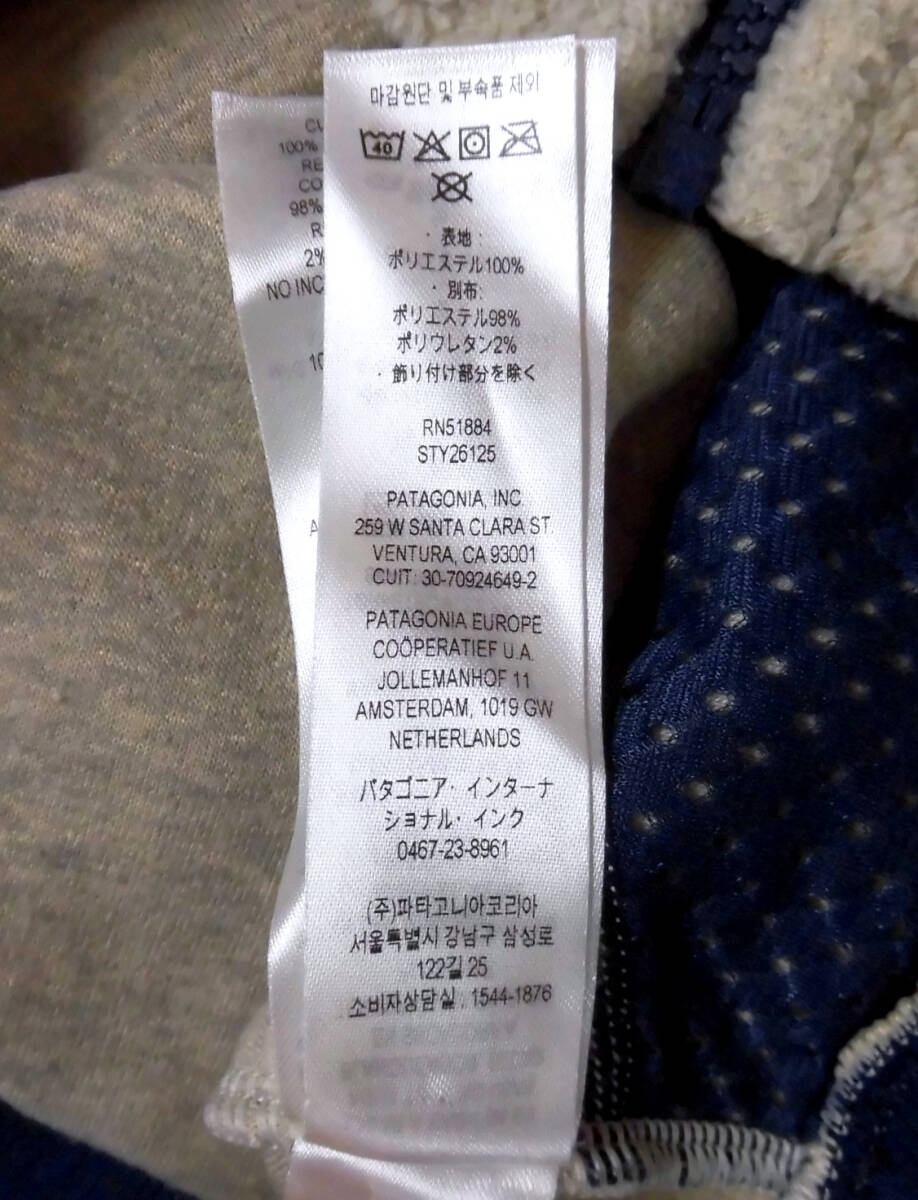 마감원단 및 부속품 제외
40
・表地:
ポリエステル100%
・別布:
ポリエステル98%
ポリウレタン2%
・飾り付け部分を除く
RN51884
STY26125
PATAGONIA, INC
259 W SANTA CLARA ST.
VENTURA, CA 93001
CUIT: 30-70924649-2
PATAGONIA EUROPE
COÖPERATIEF U.A.
JOLLEMANHOF 11
AMSTERDAM, 1019 GW
NETHERLANDS
パタゴニア・インターナ
ショナル・インク
0467-23-8961
(주)파타고니아코리아
서울특별시 강남구 삼성로
122길 25
소비자상담실 : 1544-1876
100%
98%
2%
NO INC